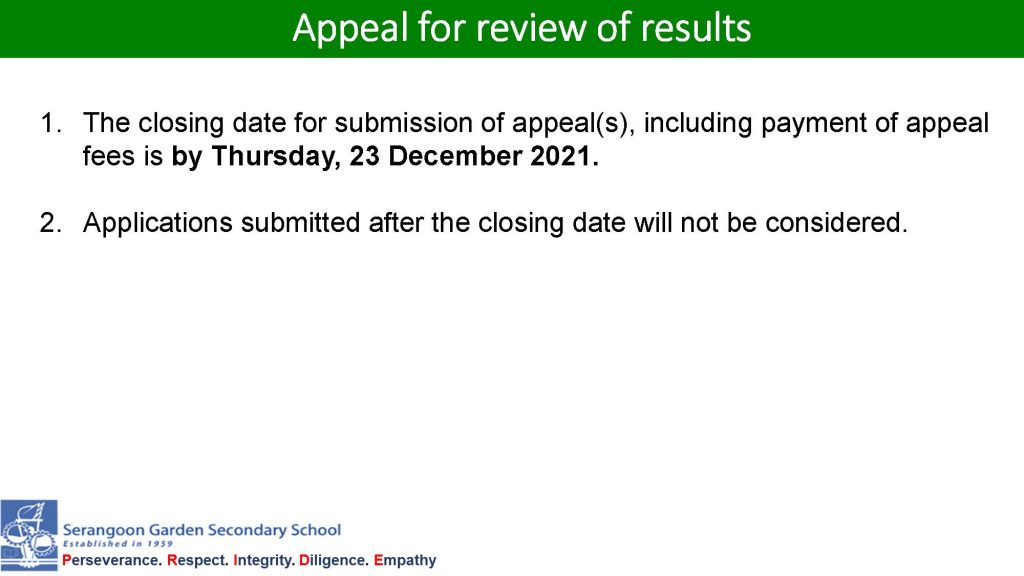 Appeal for review of results
1. The closing date for submission of appeal(s), including payment of appeal
fees is by Thursday, 23 December 2021.
2. Applications submitted after the closing date will not be considered.
Serangoon Garden Secondary School
Established in 1959
Perseverance. Respect. Integrity. Diligence. Empathy